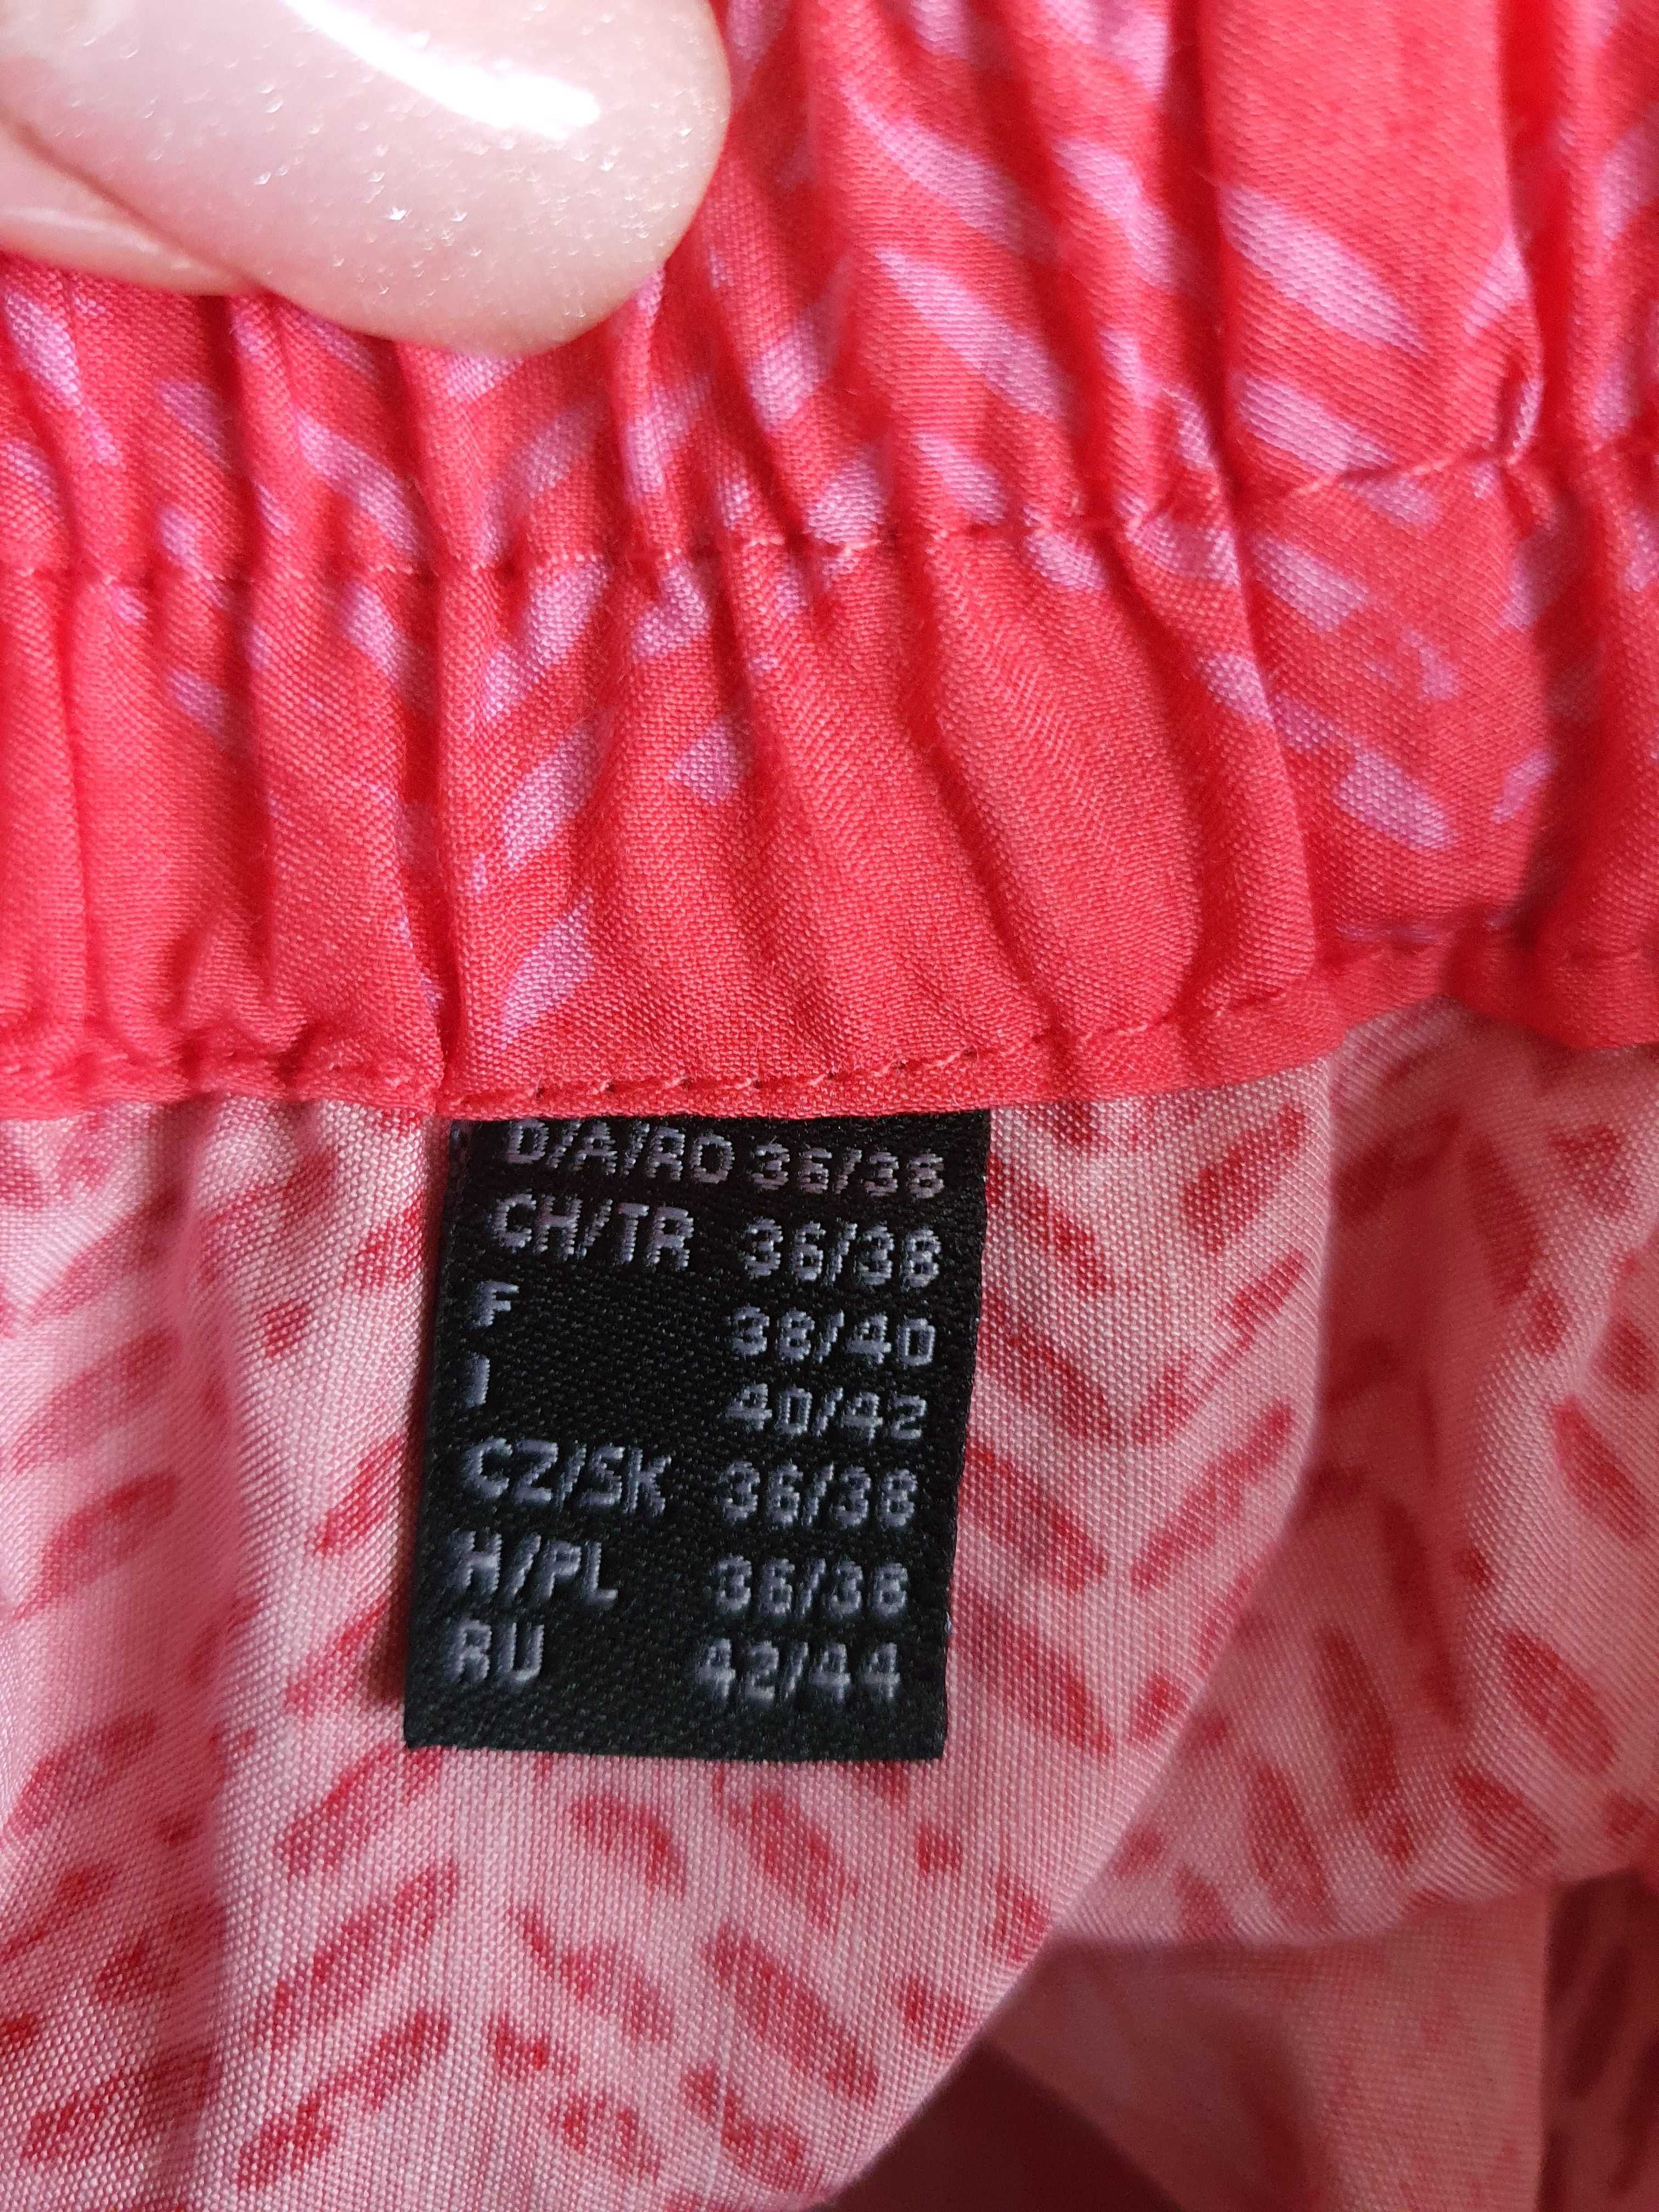 D/A/RO 36/38
CH/TR 36/38
F 38/40
I 40/42
CZ/SK 36/38
H/PL 36/38
RU 42/44